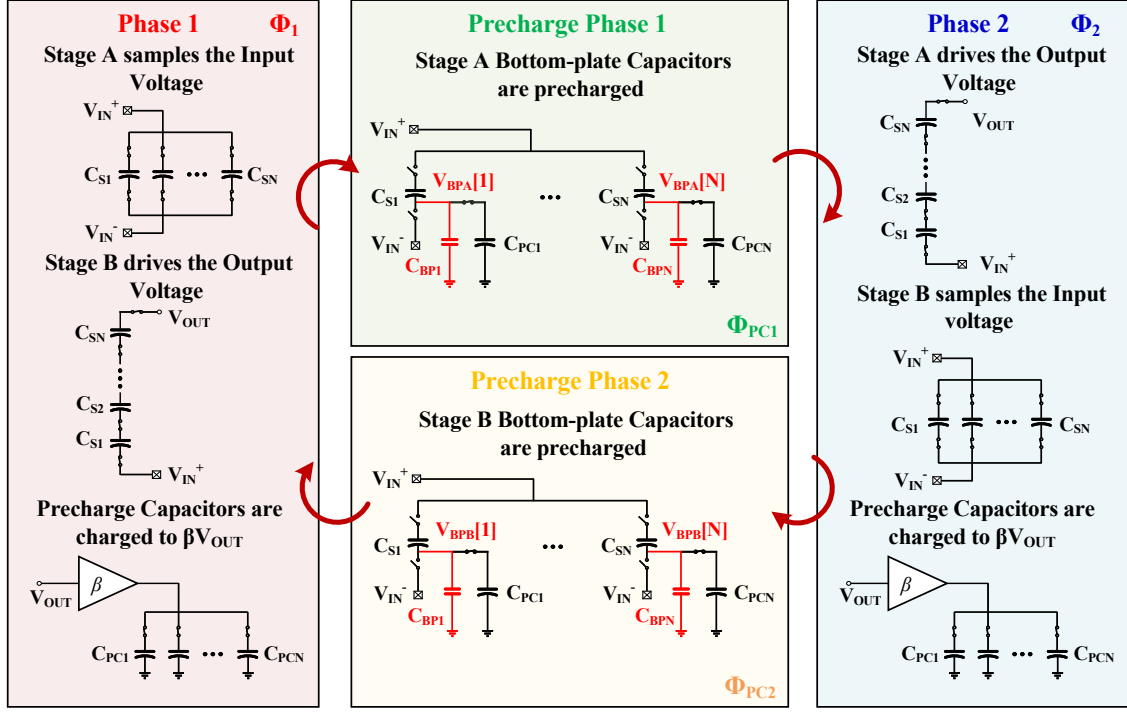 Phase 1 Φ1
Stage A samples the Input
Voltage
VIN+
CS1 ••• CSN
VIN-
Stage B drives the Output
Voltage
VOUT
CSN
CS2
CS1
VIN+
Precharge Capacitors are
charged to βVOUT
β
VOUT
CPC1 ••• CPCN
Precharge Phase 1
Stage A Bottom-plate Capacitors
are precharged
VIN+
VBPA[1] VBPA[N]
CS1 ••• CSN
VIN- CPC1 VIN- CPCN
CBP1 CBPN
ΦPC1
Precharge Phase 2
Stage B Bottom-plate Capacitors
are precharged
VIN+
VBPB[1] VBPB[N]
CS1 ••• CSN
VIN- CPC1 VIN- CPCN
CBP1 CBPN
ΦPC2
Phase 2 Φ2
Stage A drives the Output
Voltage
VOUT
CSN
CS2
CS1
VIN+
Stage B samples the Input
voltage
VIN+
CS1 ••• CSN
VIN-
Precharge Capacitors are
charged to βVOUT
β
VOUT
CPC1 ••• CPCN